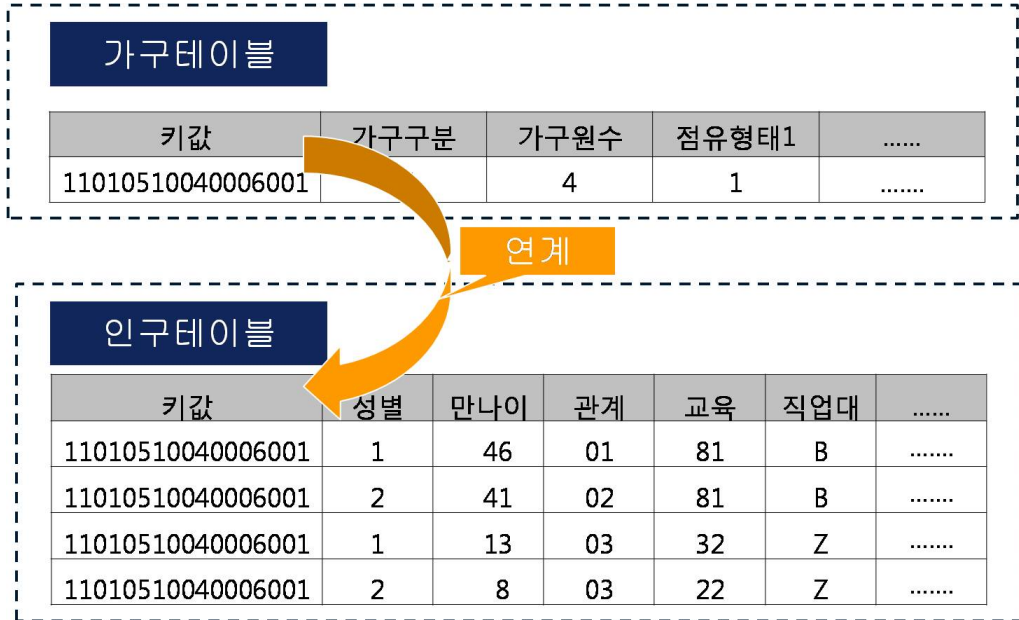 가구테이블
키값 가구구분 가구원수 점유형태1 ......
11010510040006001 4 1 .......
연계
인구테이블
키값 성별 만나이 관계 교육 직업대 ......
11010510040006001 1 46 01 81 B .......
11010510040006001 2 41 02 81 B .......
11010510040006001 1 13 03 32 Z .......
11010510040006001 2 8 03 22 Z .......